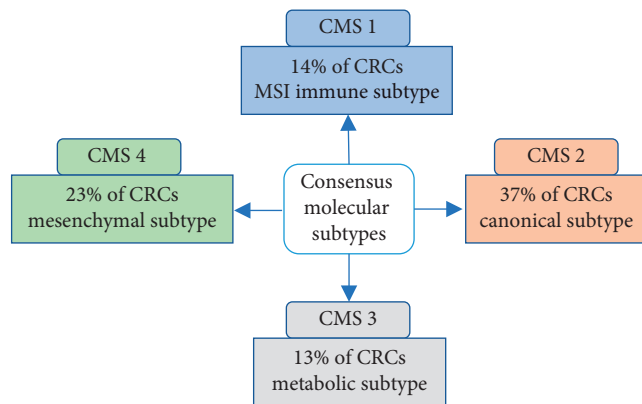 CMS 1
14% of CRCs
MSI immune subtype
CMS 4
23% of CRCs
mesenchymal subtype
Consensus
molecular
subtypes
CMS 2
37% of CRCs
canonical subtype
CMS 3
13% of CRCs
metabolic subtype